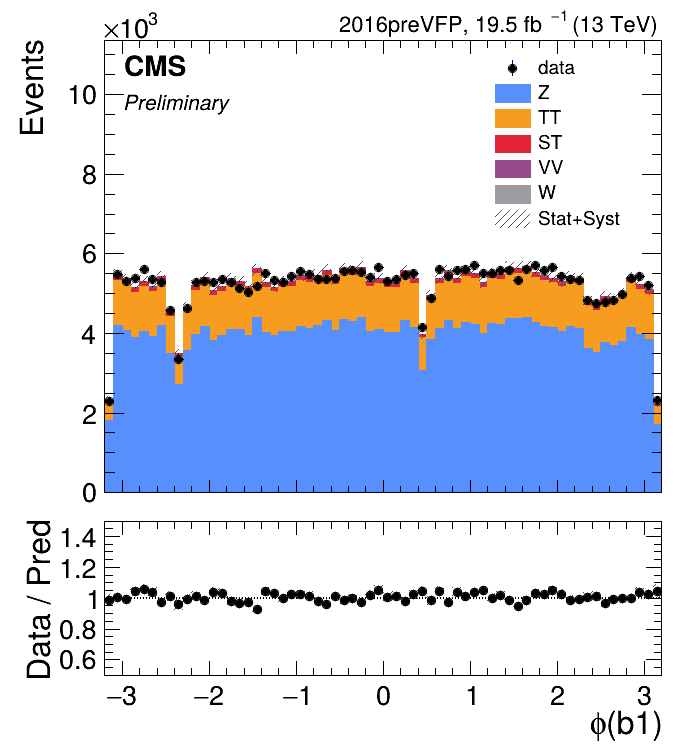 ×10³ 2016preVFP, 19.5 fb ⁻¹ (13 TeV)
CMS
Preliminary
data
Z
TT
ST
VV
W
Stat+Syst
Events
10
8
6
4
2
0
Data / Pred
1.4
1.2
1
0.8
0.6
−3 −2 −1 0 1 2 3
ϕ(b1)